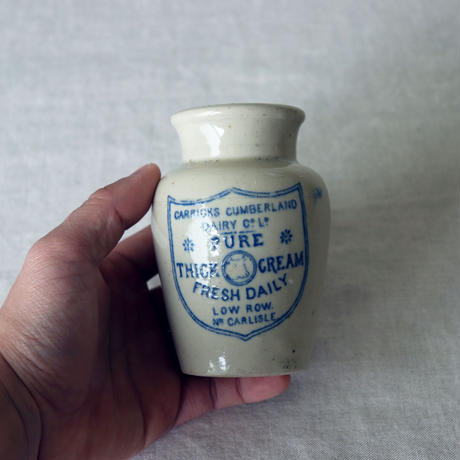 CARRICKS CUMBERLAND
DAIRY Co. Ld.
PURE
THICK CREAM
FRESH DAILY
LOW ROW.
Nr. CARLISLE